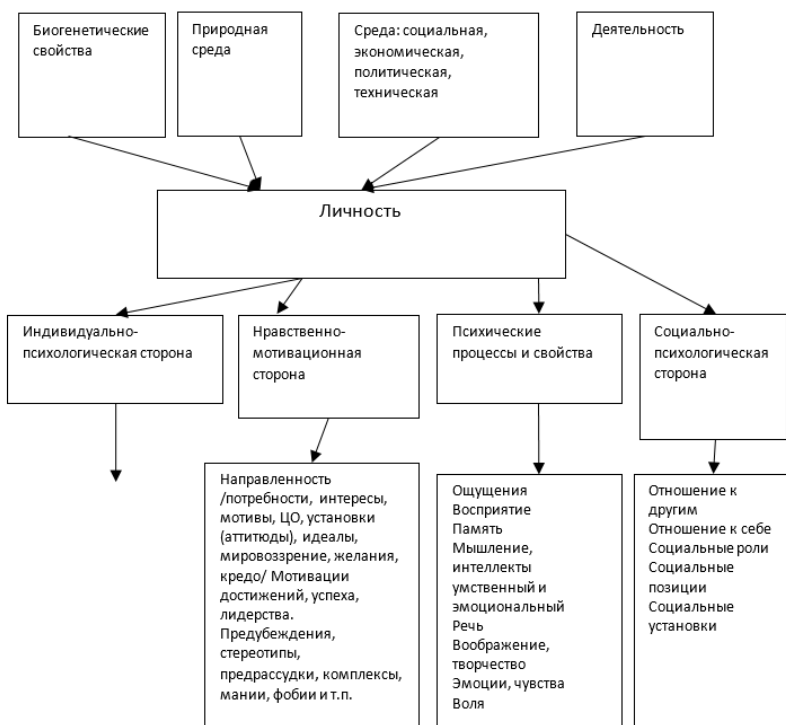 Биогенетические
свойства
Природная
среда
Среда: социальная,
экономическая,
политическая,
техническая
Деятельность
Личность
Индивидуально-
психологическая сторона
Нравственно-
мотивационная
сторона
Психические
процессы и свойства
Социально-
психологическая
сторона
Направленность
/потребности, интересы,
мотивы, ЦО, установки
(аттитюды), идеалы,
мировоззрение, желания,
кредо/ Мотивации
достижений, успеха,
лидерства.
Предубеждения,
стереотипы,
предрассудки, комплексы,
мании, фобии и т.п.
Ощущения
Восприятие
Память
Мышление,
интеллекты
умственный и
эмоциональный
Речь
Воображение,
творчество
Эмоции, чувства
Воля
Отношение к
другим
Отношение к себе
Социальные роли
Социальные
позиции
Социальные
установки